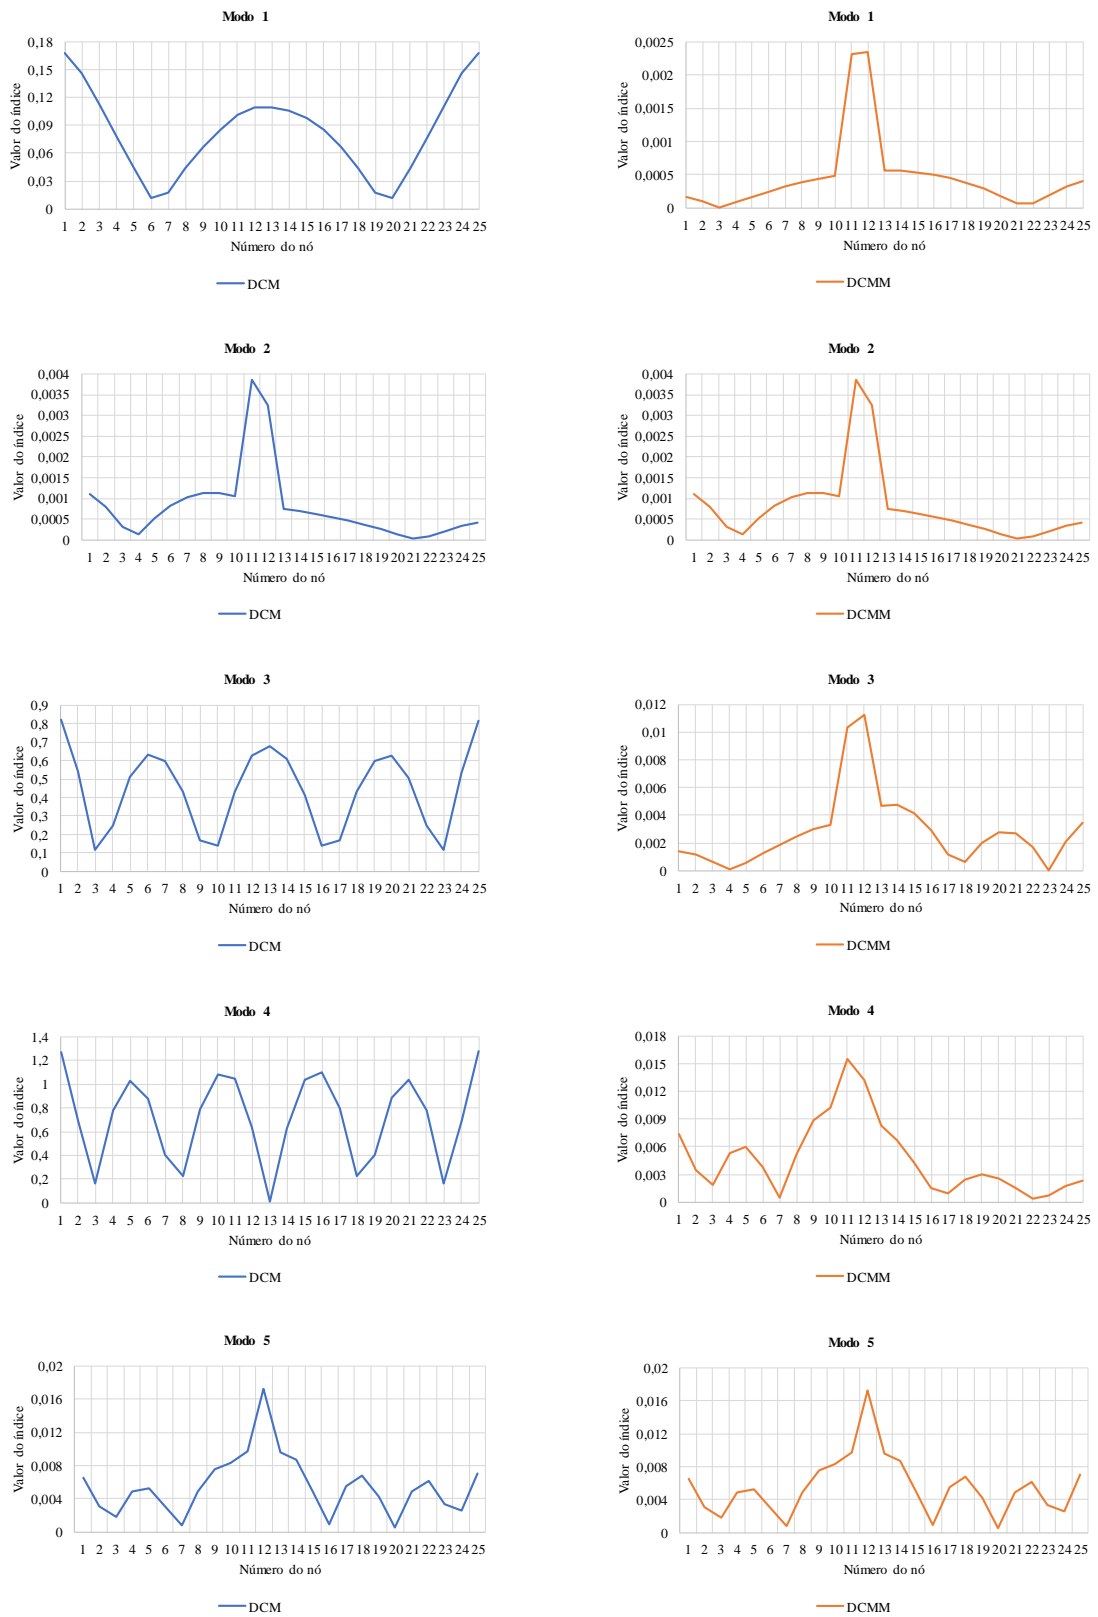 Modo 1
Valor do índice
0,18
0,15
0,12
0,09
0,06
0,03
0
1 2 3 4 5 6 7 8 9 10 11 12 13 14 15 16 17 18 19 20 21 22 23 24 25
Número do nó
DCM
Modo 1
Valor do índice
0,0025
0,002
0,0015
0,001
0,0005
0
1 2 3 4 5 6 7 8 9 10 11 12 13 14 15 16 17 18 19 20 21 22 23 24 25
Número do nó
DCMM
Modo 2
Valor do índice
0,004
0,0035
0,003
0,0025
0,002
0,0015
0,001
0,0005
0
1 2 3 4 5 6 7 8 9 10 11 12 13 14 15 16 17 18 19 20 21 22 23 24 25
Número do nó
DCM
Modo 2
Valor do índice
0,004
0,0035
0,003
0,0025
0,002
0,0015
0,001
0,0005
0
1 2 3 4 5 6 7 8 9 10 11 12 13 14 15 16 17 18 19 20 21 22 23 24 25
Número do nó
DCMM
Modo 3
Valor do índice
0,9
0,8
0,7
0,6
0,5
0,4
0,3
0,2
0,1
0
1 2 3 4 5 6 7 8 9 10 11 12 13 14 15 16 17 18 19 20 21 22 23 24 25
Número do nó
DCM
Modo 3
Valor do índice
0,012
0,01
0,008
0,006
0,004
0,002
0
1 2 3 4 5 6 7 8 9 10 11 12 13 14 15 16 17 18 19 20 21 22 23 24 25
Número do nó
DCMM
Modo 4
Valor do índice
1,4
1,2
1
0,8
0,6
0,4
0,2
0
1 2 3 4 5 6 7 8 9 10 11 12 13 14 15 16 17 18 19 20 21 22 23 24 25
Número do nó
DCM
Modo 4
Valor do índice
0,018
0,015
0,012
0,009
0,006
0,003
0
1 2 3 4 5 6 7 8 9 10 11 12 13 14 15 16 17 18 19 20 21 22 23 24 25
Número do nó
DCMM
Modo 5
Valor do índice
0,02
0,016
0,012
0,008
0,004
0
1 2 3 4 5 6 7 8 9 10 11 12 13 14 15 16 17 18 19 20 21 22 23 24 25
Número do nó
DCM
Modo 5
Valor do índice
0,02
0,016
0,012
0,008
0,004
0
1 2 3 4 5 6 7 8 9 10 11 12 13 14 15 16 17 18 19 20 21 22 23 24 25
Número do nó
DCMM